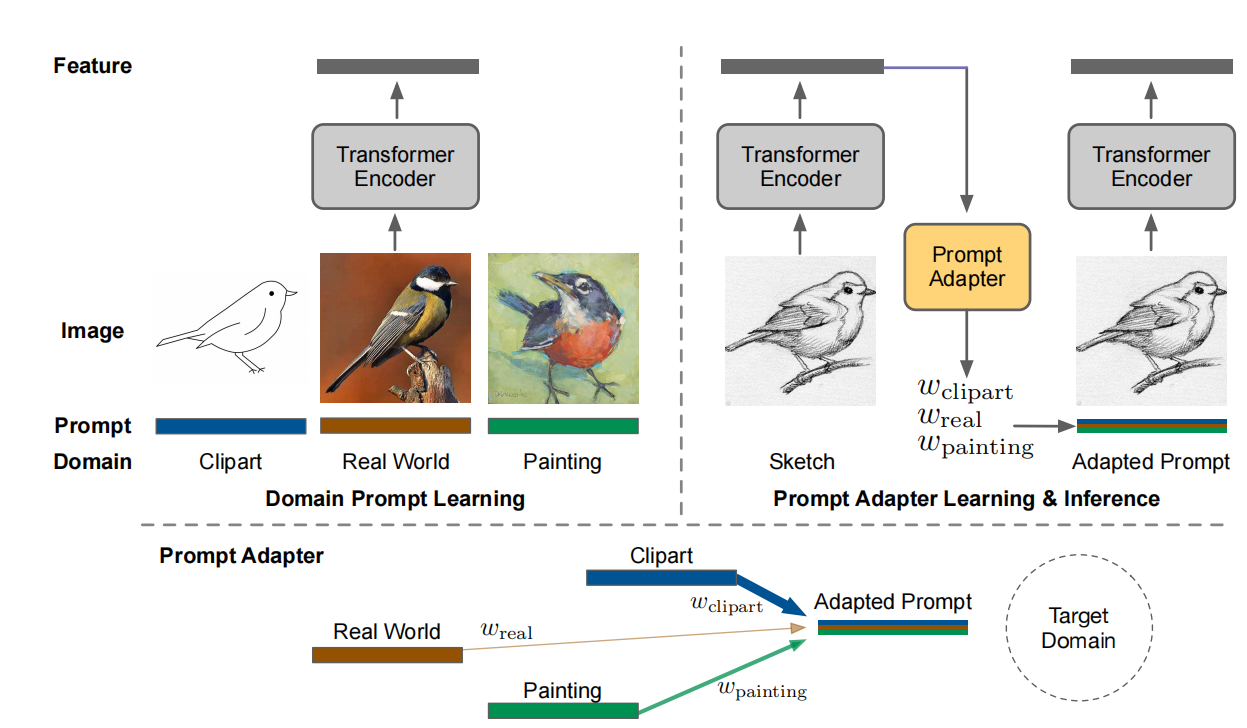 Feature
Transformer
Encoder
Transformer
Encoder
Transformer
Encoder
Prompt
Adapter
Image
w_clipart
w_real
w_painting
Prompt
Domain
Clipart
Real World
Painting
Sketch
Adapted Prompt
Domain Prompt Learning
Prompt Adapter Learning & Inference
Prompt Adapter
Clipart
w_clipart
Adapted Prompt
Real World
w_real
Target
Domain
Painting
w_painting